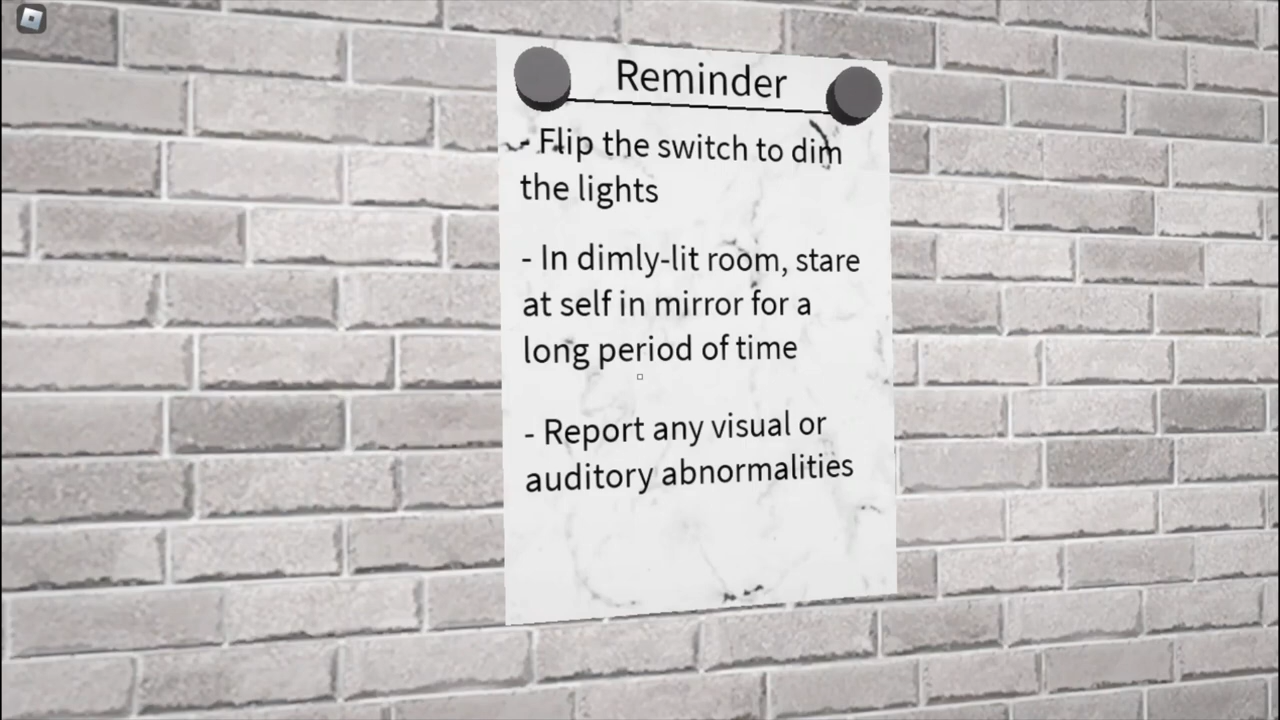 Reminder
- Flip the switch to dim
the lights
- In dimly-lit room, stare
at self in mirror for a
long period of time
- Report any visual or
auditory abnormalities